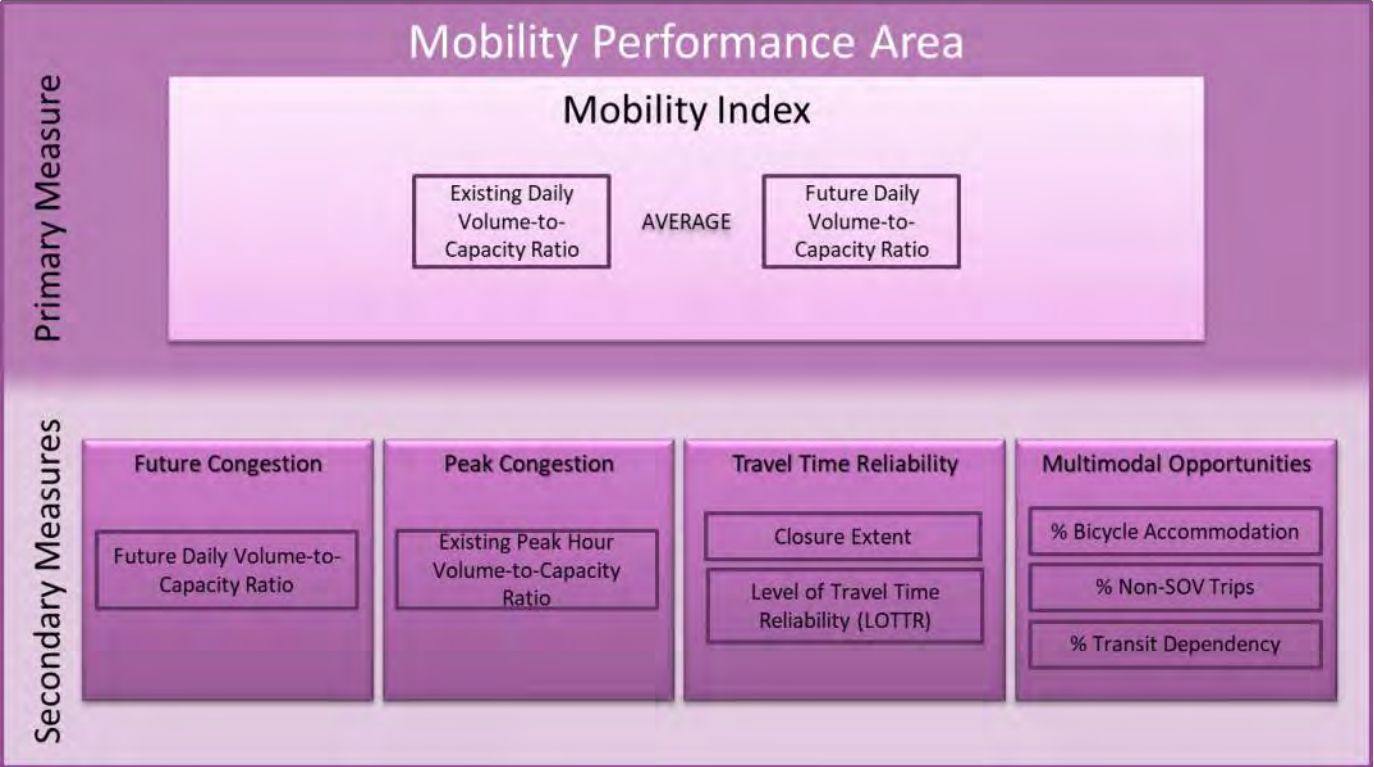 Mobility Performance Area
Primary Measure
Mobility Index
Existing Daily
Volume-to-
Capacity Ratio
AVERAGE
Future Daily
Volume-to-
Capacity Ratio
Secondary Measures
Future Congestion
Future Daily Volume-to-
Capacity Ratio
Peak Congestion
Existing Peak Hour
Volume-to-Capacity
Ratio
Travel Time Reliability
Closure Extent
Level of Travel Time
Reliability (LOTTR)
Multimodal Opportunities
% Bicycle Accommodation
% Non-SOV Trips
% Transit Dependency